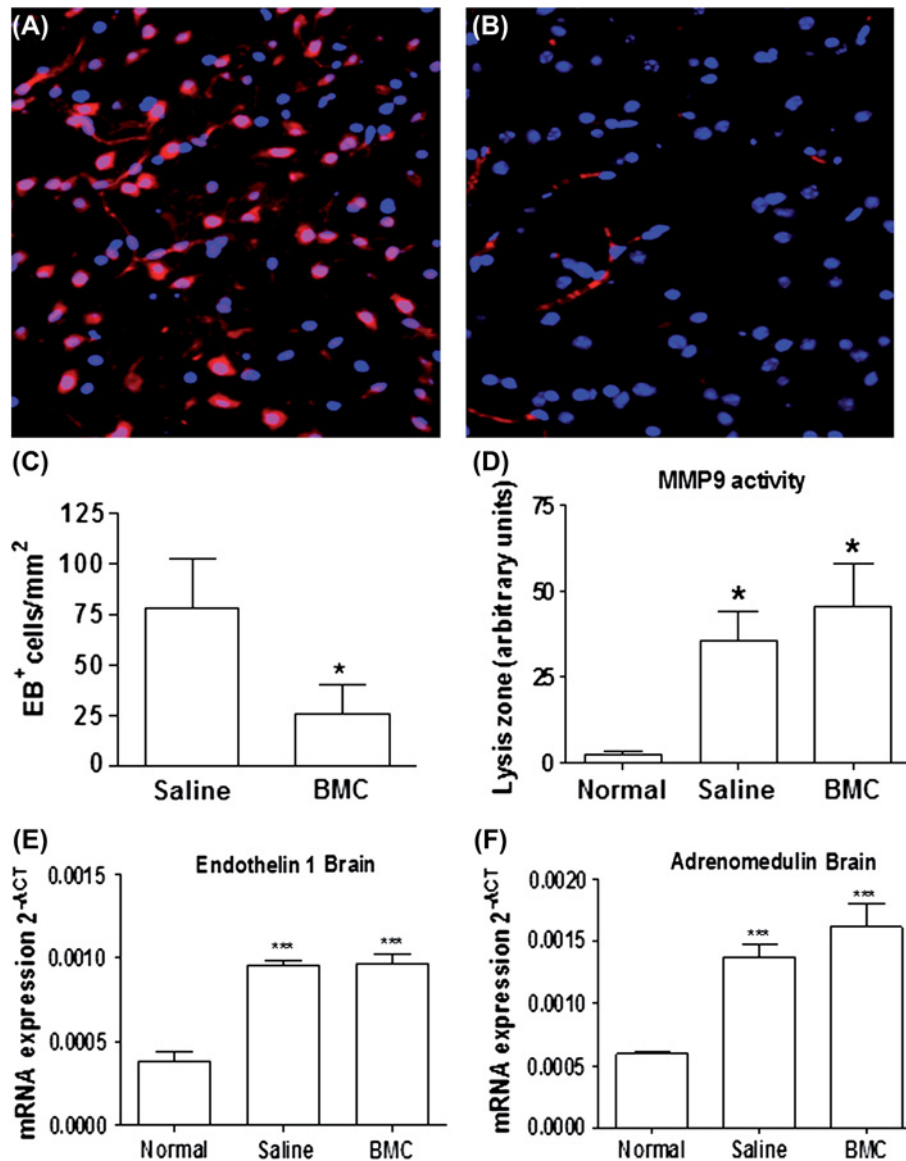 (A)
(B)
(C)
EB+ cells/mm2
125
100
75
50
25
0
*
Saline
BMC
(D)
MMP9 activity
Lysis zone (arbitrary units)
75
50
25
0
*
*
Normal
Saline
BMC
(E)
Endothelin 1 Brain
mRNA expression 2-ΔCT
0.0015
0.0010
0.0005
0.0000
***
***
Normal
Saline
BMC
(F)
Adrenomedulin Brain
mRNA expression 2-ΔCT
0.0020
0.0015
0.0010
0.0005
0.0000
***
***
Normal
Saline
BMC